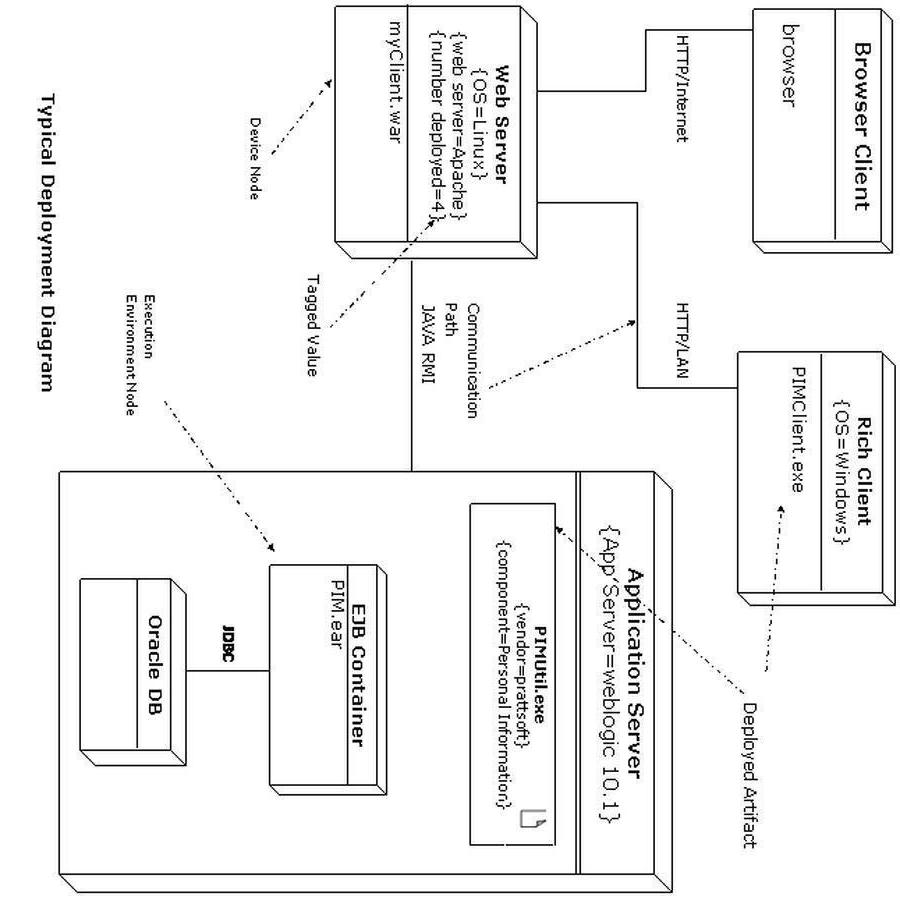 Browser Client
browser
HTTP/Internet
Web Server
{OS=Linux}
{web server=Apache}
{number deployed=4}
myClient.war
Device Node
Tagged Value
Rich Client
{OS=Windows}
PIMClient.exe
HTTP/LAN
Communication
Path
JAVA RMI
Execution
Environment Node
Deployed Artifact
Application Server
{App'Server=weblogic 10.1}
PIMUtil.exe
{vendor=prattsoft}
{component=Personal Information}
EJB Container
PIM.ear
JDBC
Oracle DB
Typical Deployment Diagram